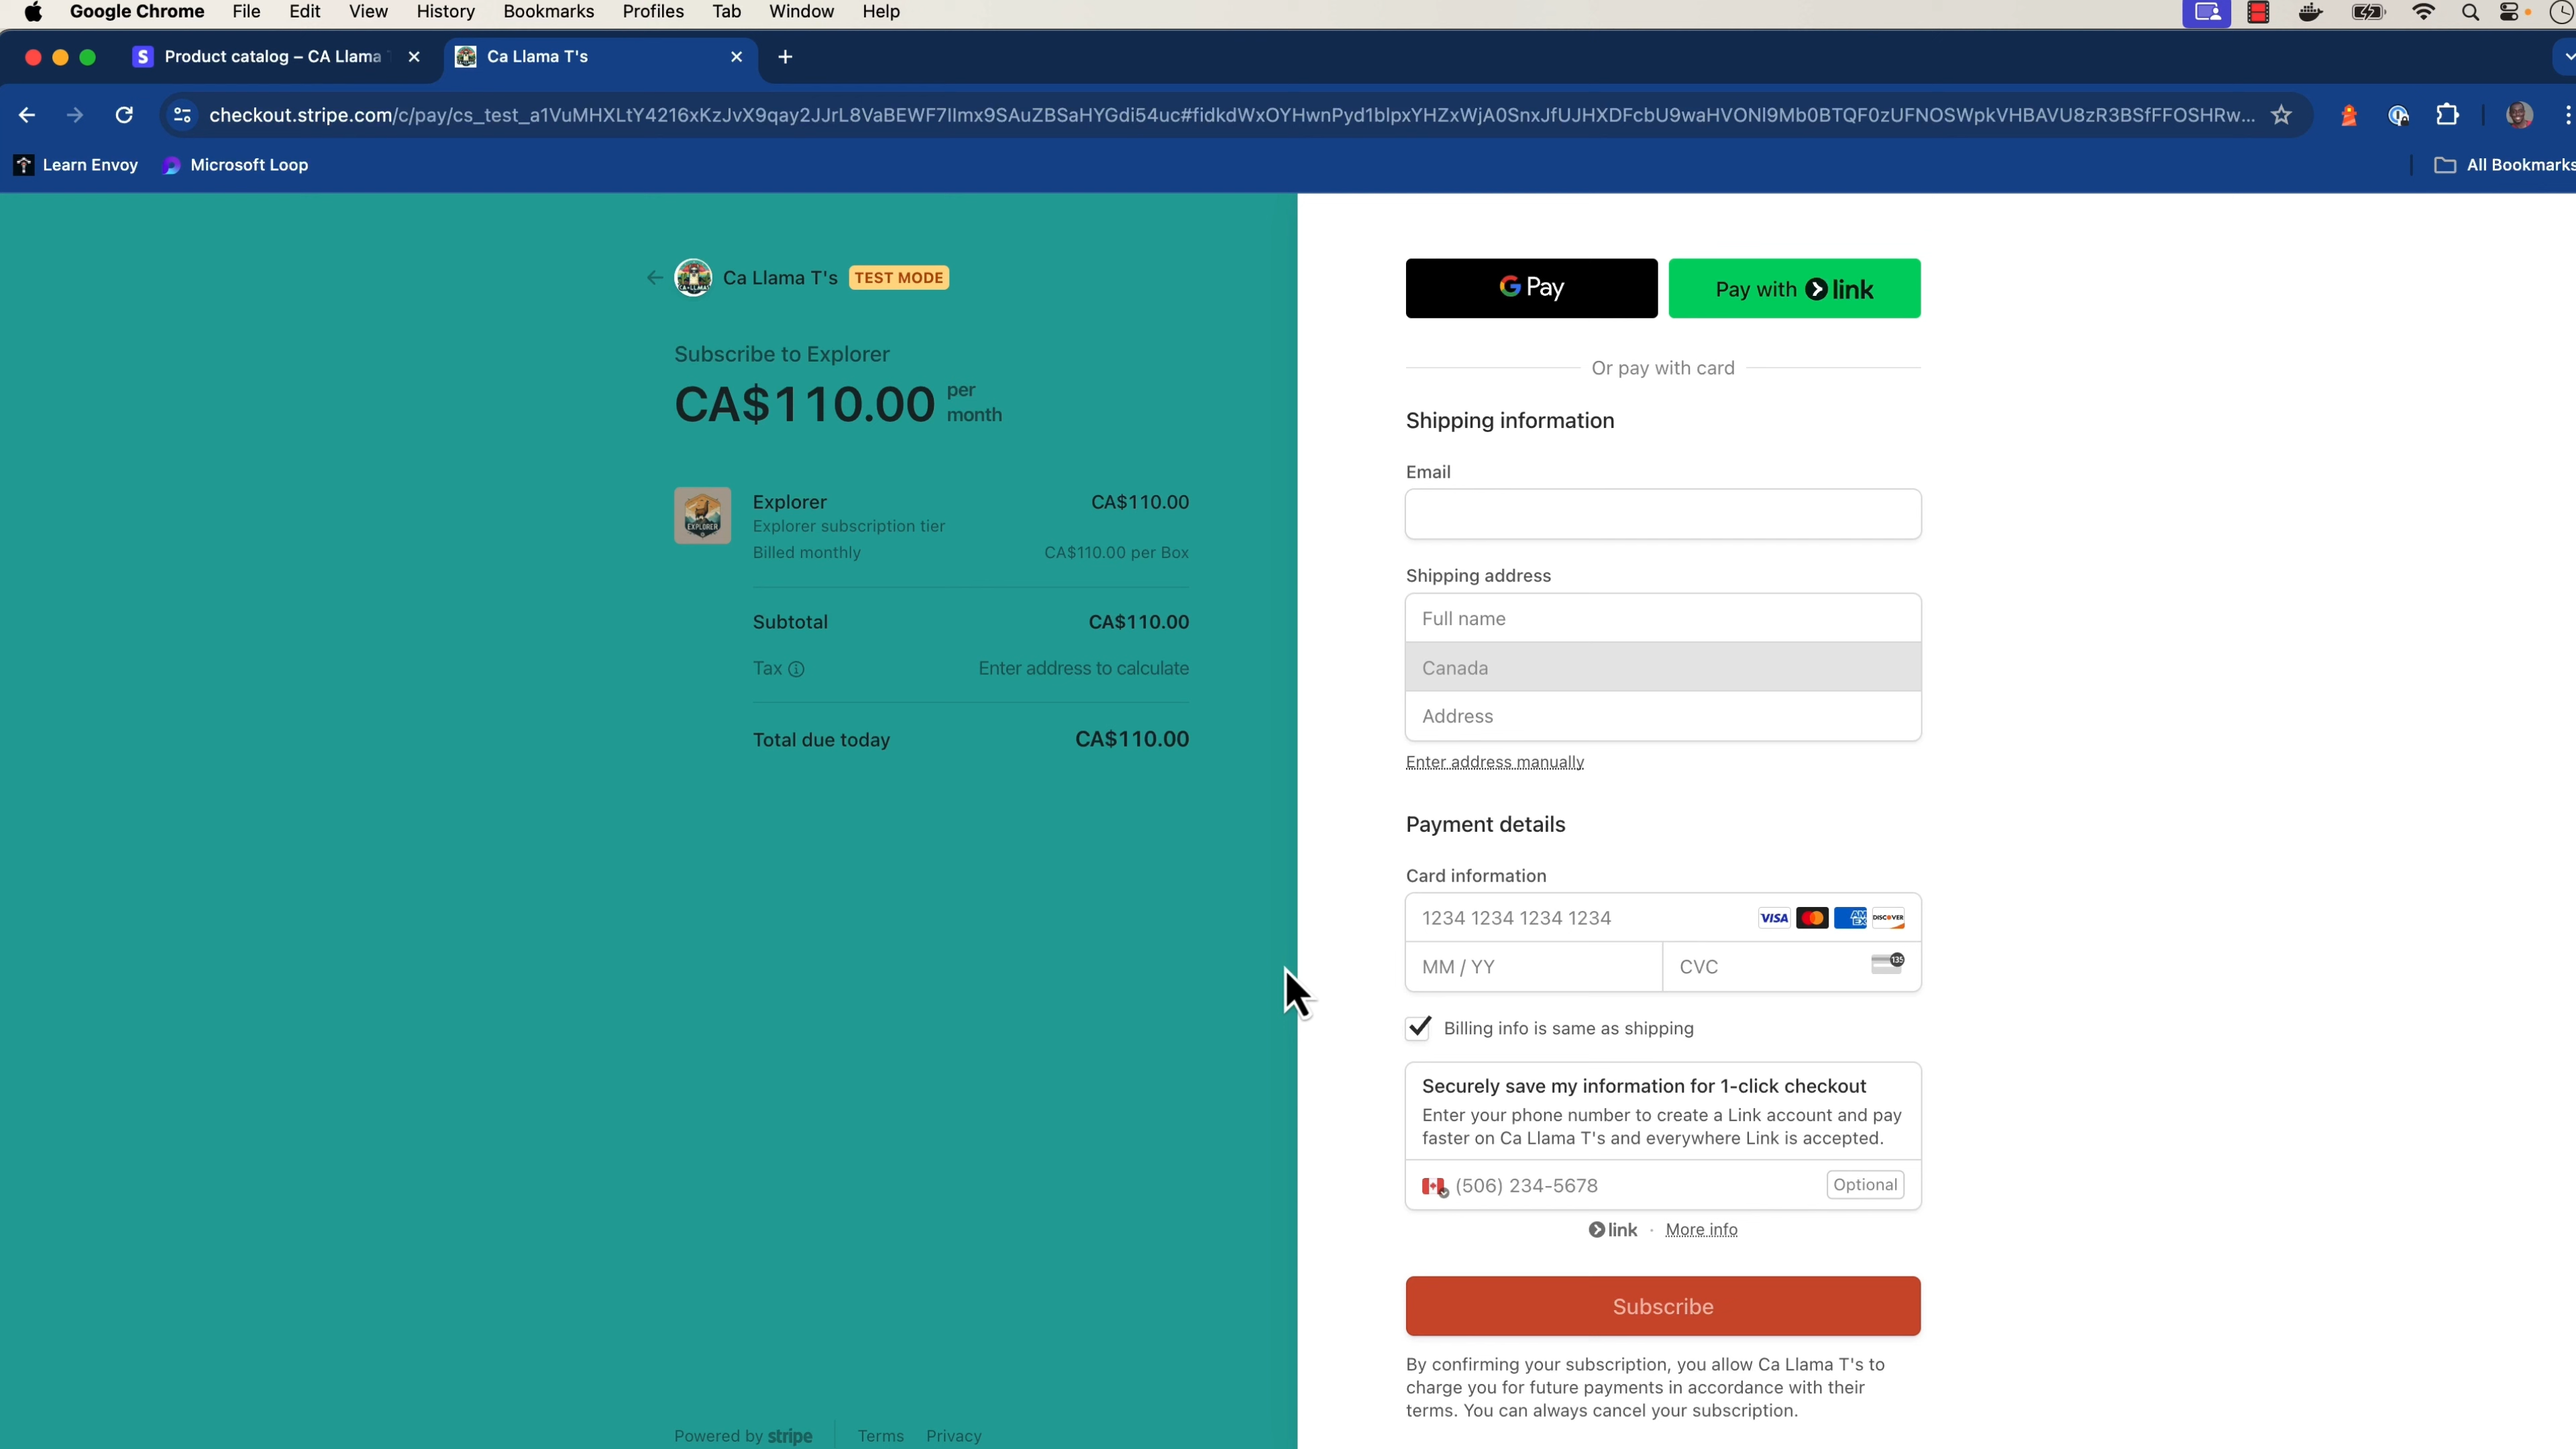 Google Chrome File Edit View History Bookmarks Profiles Tab Window Help
Product catalog – CA Llama
Ca Llama T's
checkout.stripe.com/c/pay/cs_test_a1VuMHXLtY4216xKzJvX9qay2JJrL8VaBEWF7IImx9SAuZBSaHYGdi54uc#fidkdWxOYHwnPyd1blpxYHZxWjA0SnxJfUJHXDFcbU9waHVONl9Mb0BTQF0zUFNOSWpkVHBAVU8zR3BSfFFOSHRw...
Learn Envoy
Microsoft Loop
All Bookmarks
Ca Llama T's TEST MODE
Subscribe to Explorer
CA$110.00 per month
Explorer CA$110.00
Explorer subscription tier
Billed monthly CA$110.00 per Box
Subtotal CA$110.00
Tax Enter address to calculate
Total due today CA$110.00
Powered by stripe Terms Privacy
G Pay
Pay with link
Or pay with card
Shipping information
Email
Shipping address
Full name
Canada
Address
Enter address manually
Payment details
Card information
1234 1234 1234 1234 VISA AMEX DISCOVER
MM / YY CVC 135
Billing info is same as shipping
Securely save my information for 1-click checkout
Enter your phone number to create a Link account and pay
faster on Ca Llama T's and everywhere Link is accepted.
(506) 234-5678 Optional
link · More info
Subscribe
By confirming your subscription, you allow Ca Llama T's to
charge you for future payments in accordance with their
terms. You can always cancel your subscription.